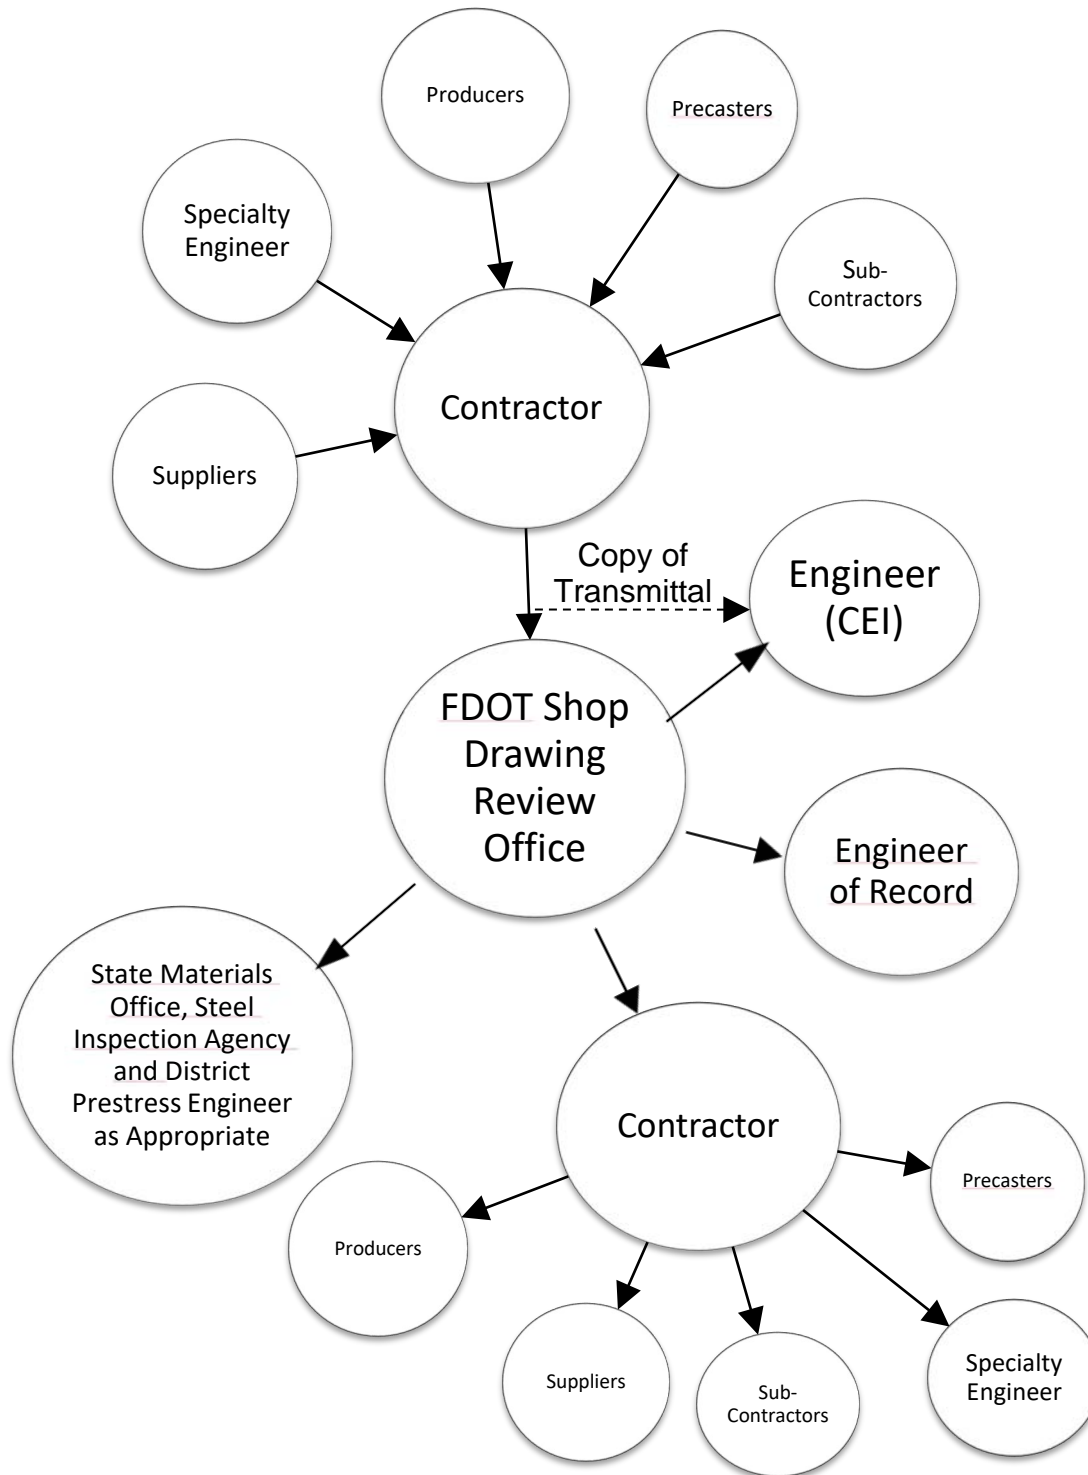 Producers
Precasters
Specialty
Engineer
Sub-
Contractors
Contractor
Suppliers
Copy of
Transmittal
Engineer
(CEI)
FDOT Shop
Drawing
Review
Office
Engineer
of Record
State Materials
Office, Steel
Inspection Agency
and District
Prestress Engineer
as Appropriate
Contractor
Precasters
Producers
Suppliers
Sub-
Contractors
Specialty
Engineer